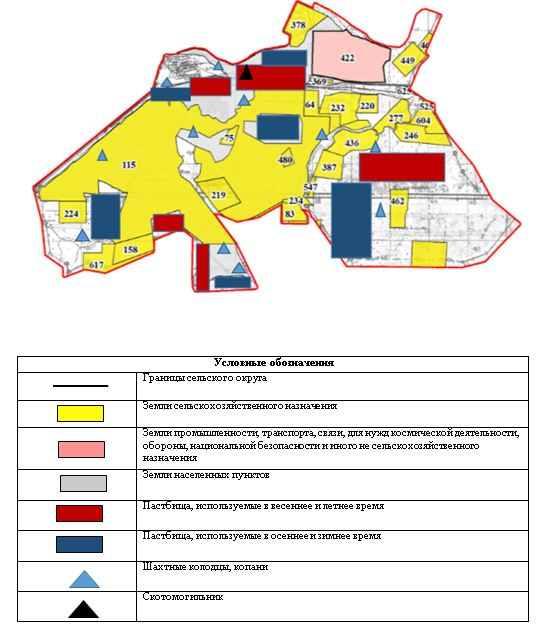 378
422
449
369
625
64
232
220
277
525
604
246
436
75
115
480
387
219
547
234
462
83
224
158
617
Условные обозначения
Границы сельского округа
Земли сельскохозяйственного назначения
Земли промышленности, транспорта, связи, для нужд космической деятельности,
обороны, национальной безопасности и иного не сельскохозяйственного
назначения
Земли населенных пунктов
Пастбища, используемые в весеннее и летнее время
Пастбища, используемые в осеннее и зимнее время
Шахтные колодцы, копани
Скотомогильник